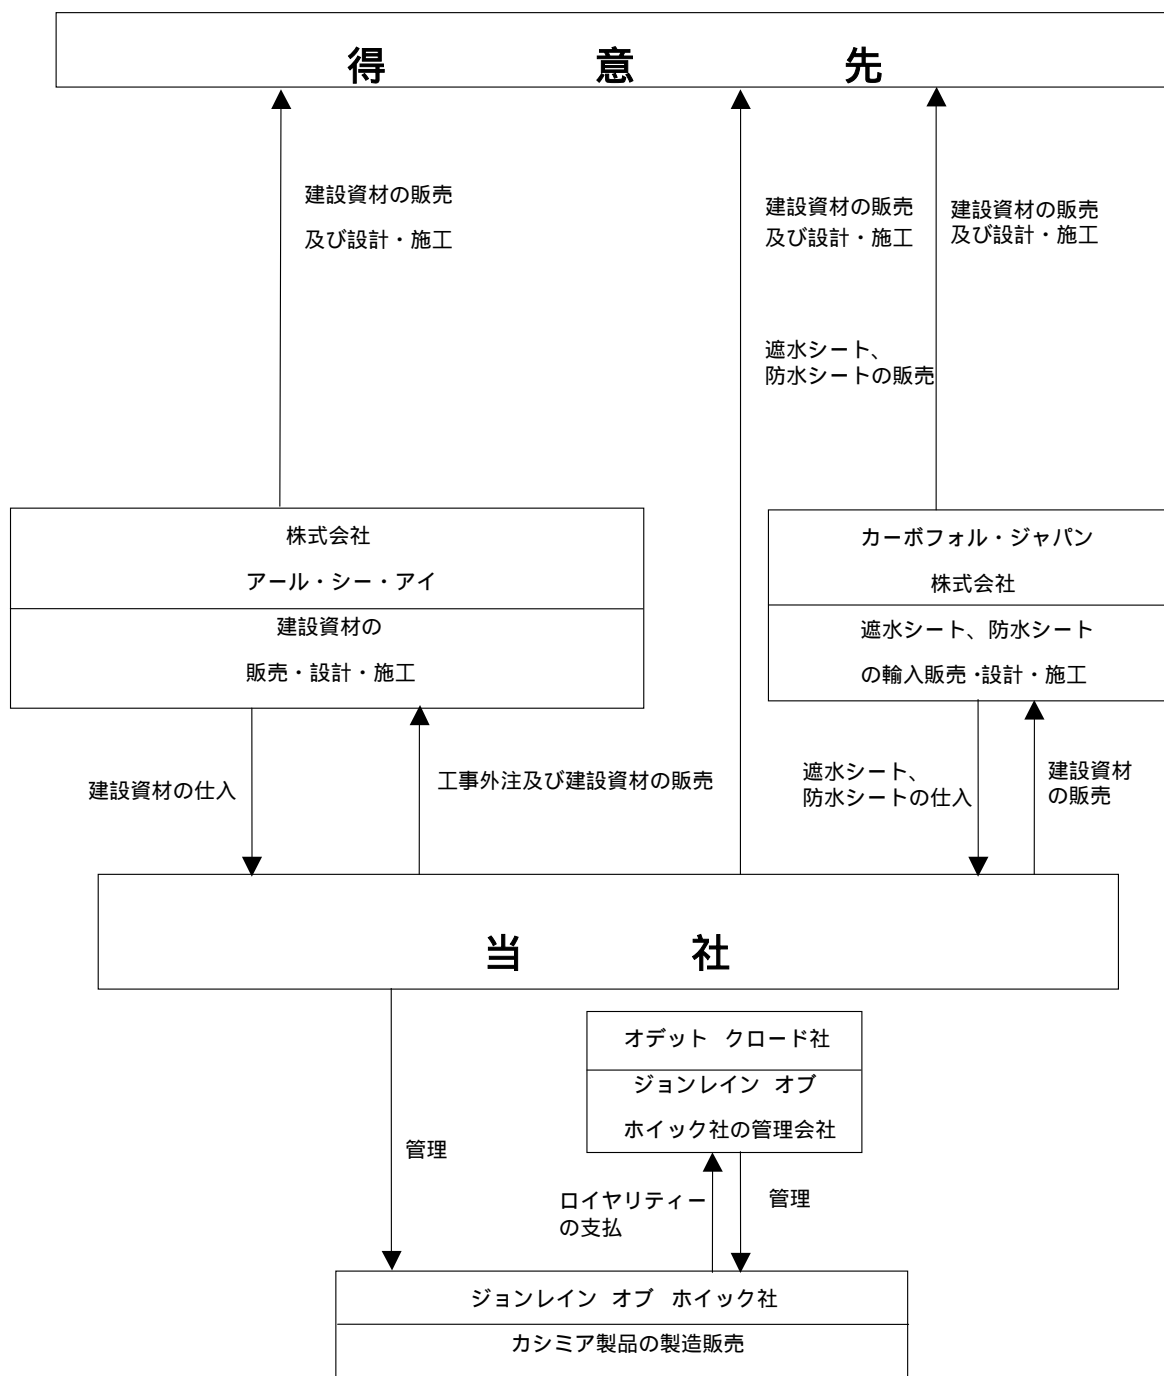 得意先
建設資材の販売
及び設計・施工
建設資材の販売
及び設計・施工
建設資材の販売
及び設計・施工
遮水シート、
防水シートの販売
株式会社
アール・シー・アイ
建設資材の
販売・設計・施工
カーボフォル・ジャパン
株式会社
遮水シート、防水シート
の輸入販売・設計・施工
建設資材の仕入
工事外注及び建設資材の販売
遮水シート、
防水シートの仕入
建設資材
の販売
当社
オデット クロード社
ジョンレイン オブ
ホイック社の管理会社
管理
ロイヤリティー
の支払
管理
ジョンレイン オブ ホイック社
カシミア製品の製造販売